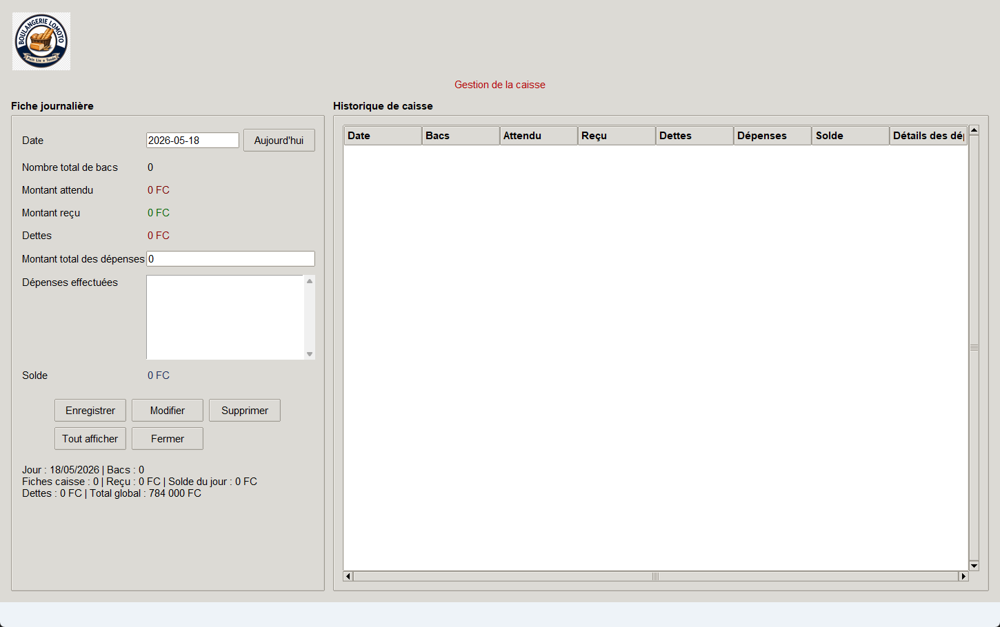 BOULANGERIE LOMOTO
Pain Lia o Tonda
Gestion de la caisse
Fiche journalière
Date
2026-05-18
Aujourd'hui
Nombre total de bacs
0
Montant attendu
0 FC
Montant reçu
0 FC
Dettes
0 FC
Montant total des dépenses
0
Dépenses effectuées
Solde
0 FC
Enregistrer
Modifier
Supprimer
Tout afficher
Fermer
Jour : 18/05/2026 | Bacs : 0
Fiches caisse : 0 | Reçu : 0 FC | Solde du jour : 0 FC
Dettes : 0 FC | Total global : 784 000 FC
Historique de caisse
Date
Bacs
Attendu
Reçu
Dettes
Dépenses
Solde
Détails des dé